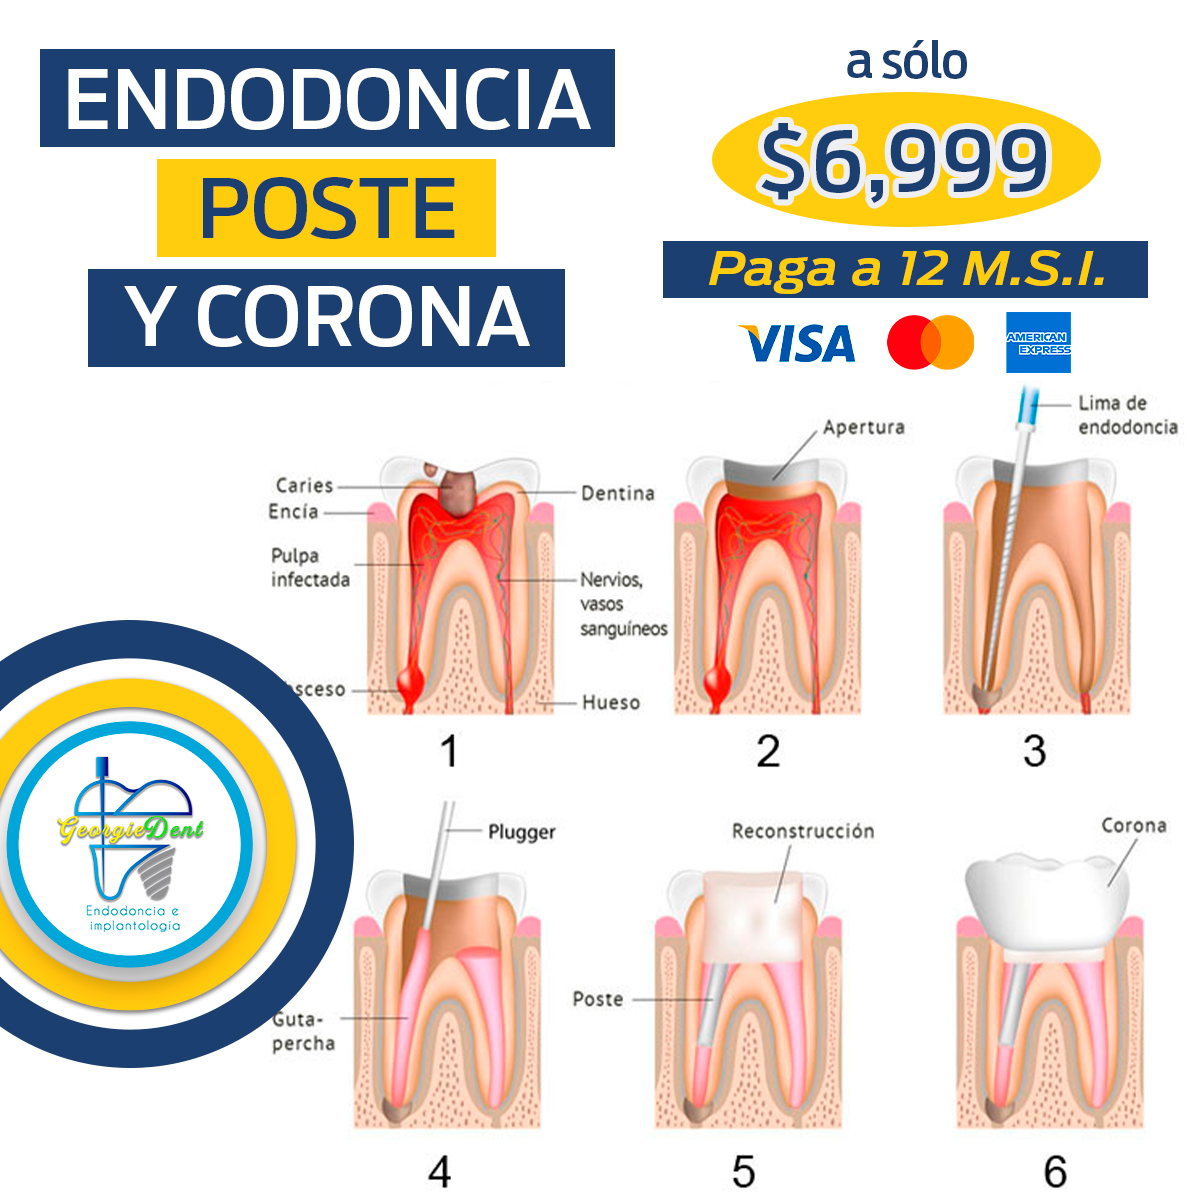 ENDODONCIA
POSTE
Y CORONA
a sólo
$6,999
Paga a 12 M.S.I.
VISA
AMERICAN
EXPRESS
Caries
Encía
Pulpa
infectada
Absceso
Dentina
Nervios,
vasos
sanguíneos
Hueso
1
Apertura
2
Lima de
endodoncia
3
GeorgieDent
Endodoncia e
implantología
Plugger
Guta-
percha
4
Reconstrucción
Poste
5
Corona
6